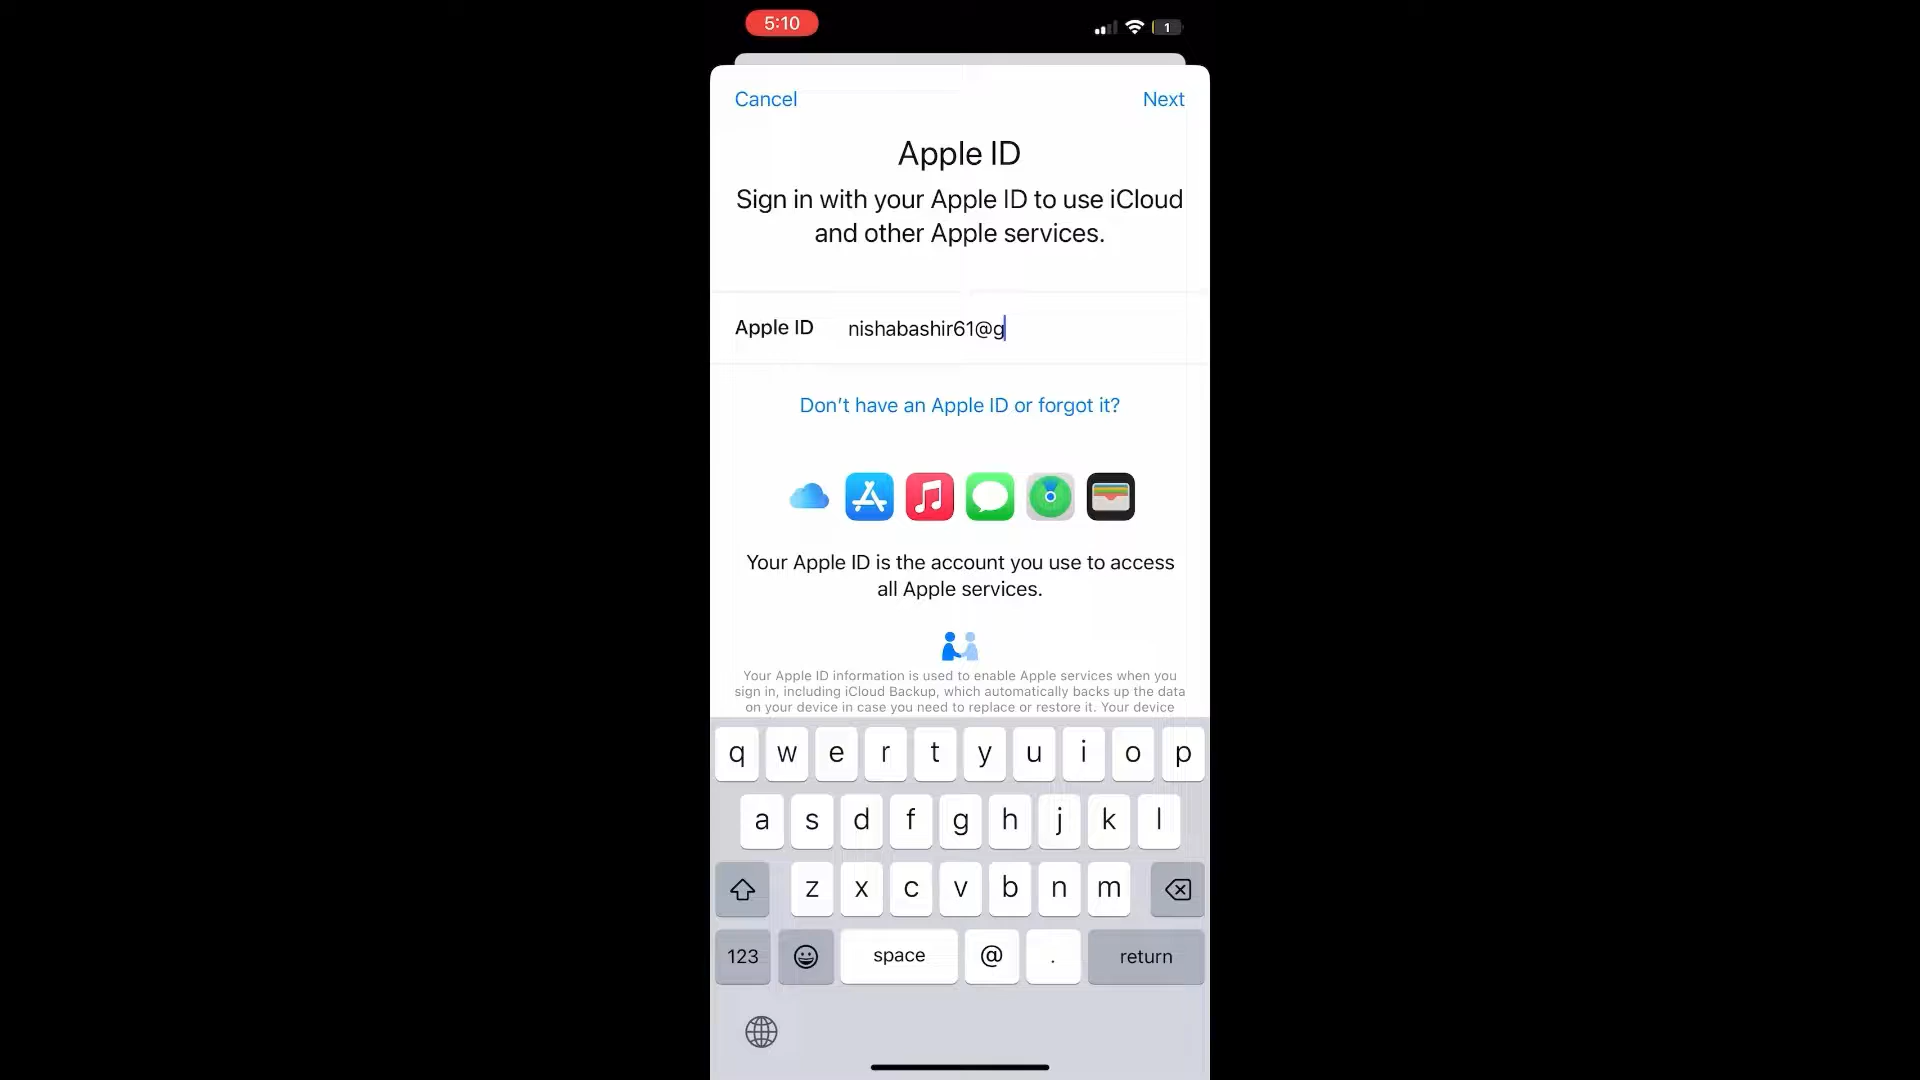 5:10
1
Cancel
Next
Apple ID
Sign in with your Apple ID to use iCloud
and other Apple services.
Apple ID
nishabashir61@g
Don't have an Apple ID or forgot it?
Your Apple ID is the account you use to access
all Apple services.
Your Apple ID information is used to enable Apple services when you
sign in, including iCloud Backup, which automatically backs up the data
on your device in case you need to replace or restore it. Your device
q w e r t y u i o p
a s d f g h j k l
z x c v b n m
123 space @ . return